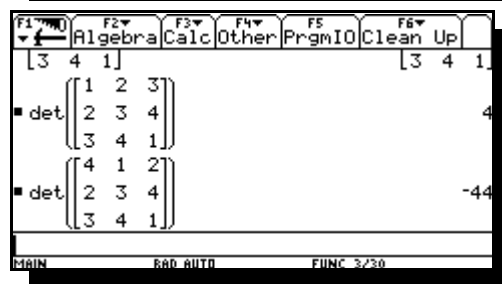 F1 F2 F3 F4 F5 F6
Algebra Calc Other PrgmIO Clean Up
[3 4 1] [3 4 1]
▪ det([1 2 3] 4
[2 3 4]
[3 4 1])
▪ det([4 1 2] -44
[2 3 4]
[3 4 1])
MAIN RAD AUTO FUNC 3/30